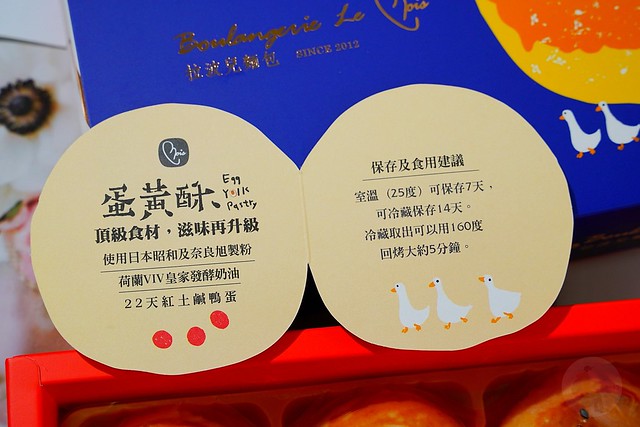 Boulangerie Le Bois
拉波兒麵包 SINCE 2012
Bois
蛋黃酥
Egg
Yolk
Pastry
頂級食材，滋味再升級
使用日本昭和及奈良旭製粉
荷蘭VIV皇家發酵奶油
22天紅土鹹鴨蛋
保存及食用建議
室溫（25度）可保存7天，
可冷藏保存14天。
冷藏取出可以用160度
回烤大約5分鐘。